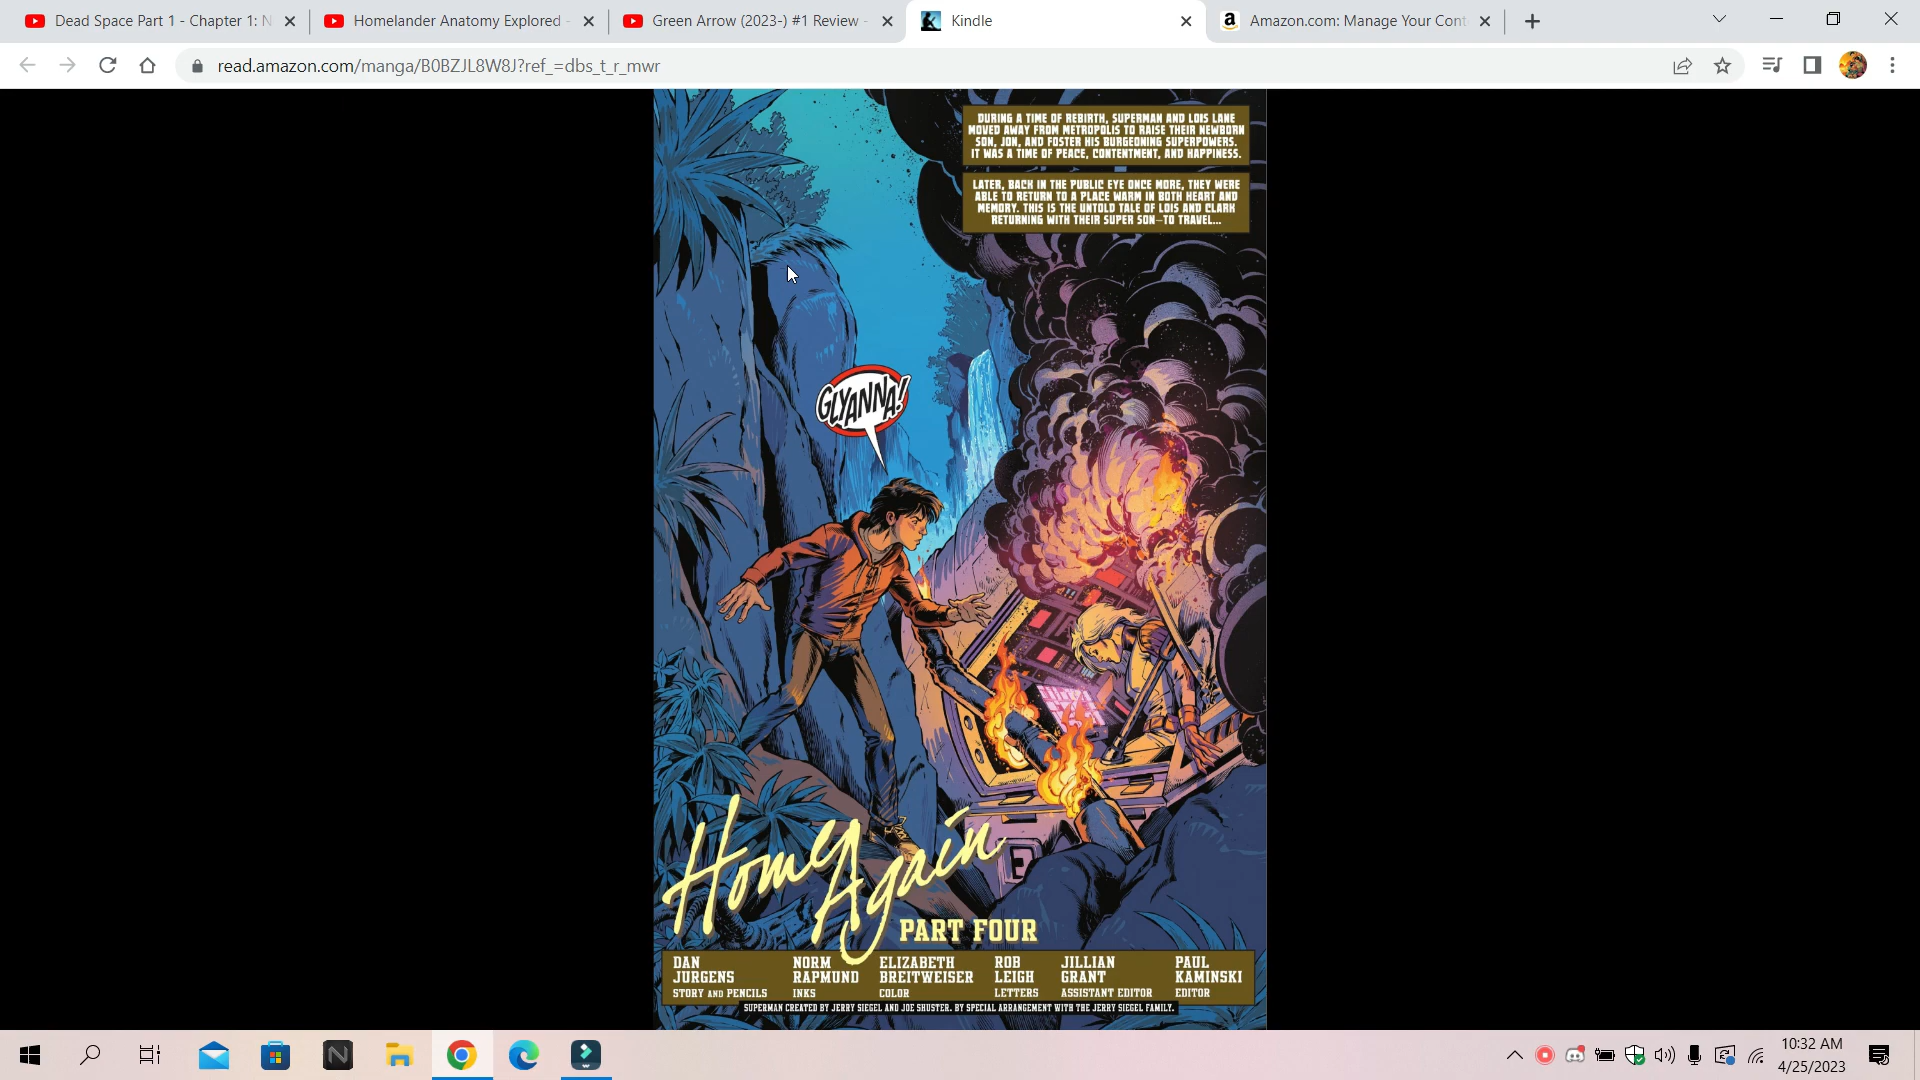 Dead Space Part 1 - Chapter 1: N
Homelander Anatomy Explored -
Green Arrow (2023-) #1 Review -
Kindle
Amazon.com: Manage Your Cont
read.amazon.com/manga/B0BZJL8W8J?ref_=dbs_t_r_mwr
DURING A TIME OF REBIRTH, SUPERMAN AND LOIS LANE
MOVED AWAY FROM METROPOLIS TO RAISE THEIR NEWBORN
SON, JON, AND FOSTER HIS BURGEONING SUPERPOWERS.
IT WAS A TIME OF PEACE, CONTENTMENT, AND HAPPINESS.
LATER, BACK IN THE PUBLIC EYE ONCE MORE, THEY WERE
ABLE TO RETURN TO A PLACE WARM IN BOTH HEART AND
MEMORY. THIS IS THE UNTOLD TALE OF LOIS AND CLARK
RETURNING WITH THEIR SUPER SON—TO TRAVEL...
GLYANNA!
Home Again
PART FOUR
DAN JURGENS
STORY AND PENCILS
NORM RAPMUND
INKS
ELIZABETH BREITWEISER
COLOR
ROB LEIGH
LETTERS
JILLIAN GRANT
ASSISTANT EDITOR
PAUL KAMINSKI
EDITOR
SUPERMAN CREATED BY JERRY SIEGEL AND JOE SHUSTER. BY SPECIAL ARRANGEMENT WITH THE JERRY SIEGEL FAMILY.
10:32 AM
4/25/2023